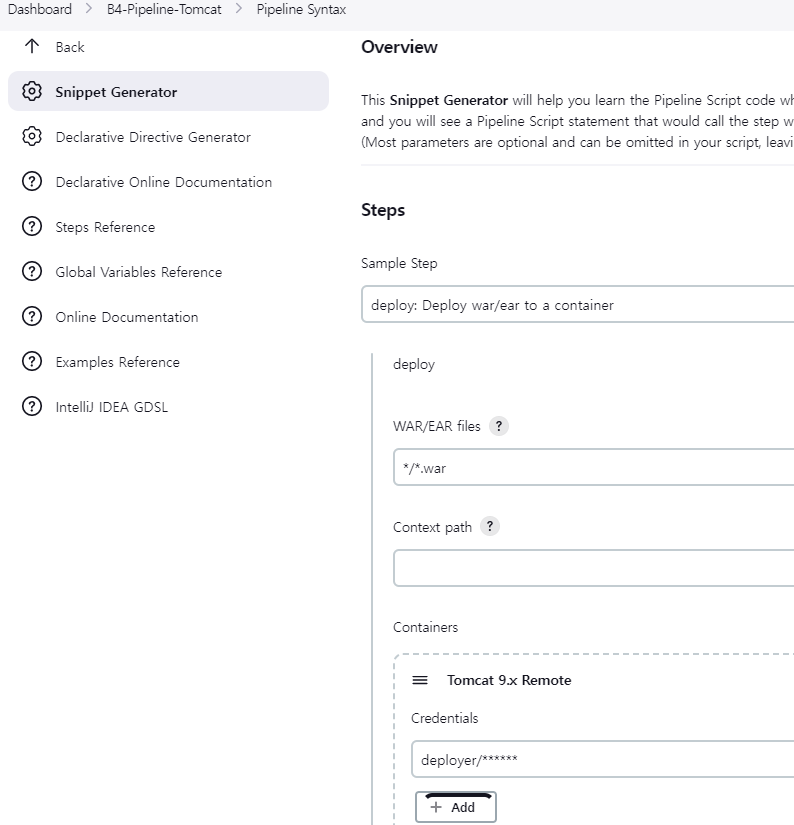 Dashboard > B4-Pipeline-Tomcat > Pipeline Syntax
Back
Snippet Generator
Declarative Directive Generator
Declarative Online Documentation
Steps Reference
Global Variables Reference
Online Documentation
Examples Reference
IntelliJ IDEA GDSL
Overview
This Snippet Generator will help you learn the Pipeline Script code wh
and you will see a Pipeline Script statement that would call the step w
(Most parameters are optional and can be omitted in your script, leavi
Steps
Sample Step
deploy: Deploy war/ear to a container
deploy
WAR/EAR files ?
*/*.war
Context path ?
Containers
Tomcat 9.x Remote
Credentials
deployer/******
+ Add